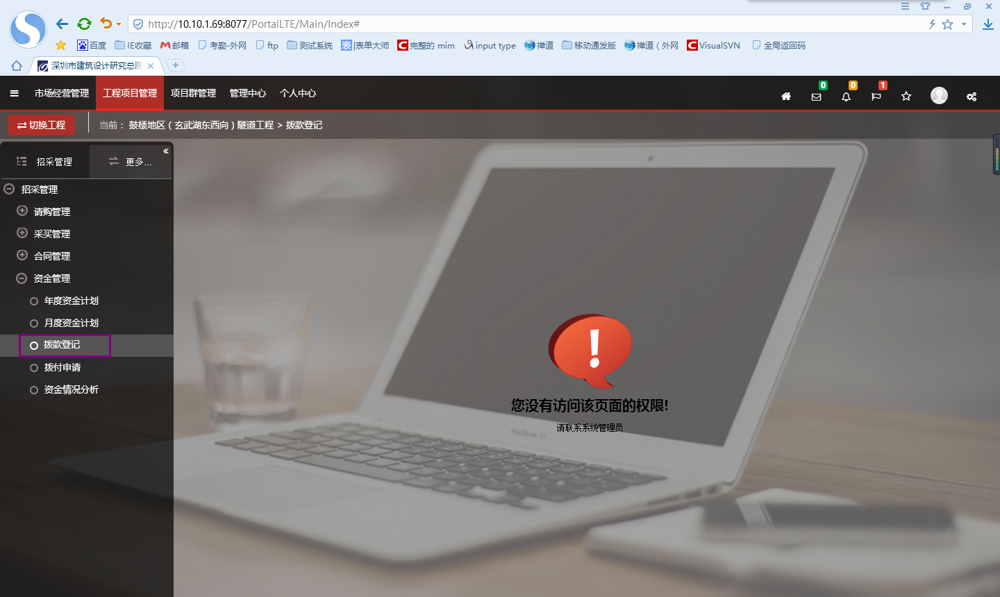 http://10.10.1.69:8077/PortalLTE/Main/Index#
百度 IE收藏 邮箱 考勤-外网 ftp 测试系统 表|表单大师 完整的 mim input type 禅道 移动通发版 禅道（外网 VisualSVN 全局返回码
深圳市建筑设计研究总院
市场经营管理 工程项目管理 项目群管理 管理中心 个人中心 0 0 1
切换工程 当前： 鼓楼地区（玄武湖东西向）隧道工程 > 拨款登记
招采管理 更多...
招采管理
请购管理
采买管理
合同管理
资金管理
年度资金计划
月度资金计划
拨款登记
拨付申请
资金情况分析
您没有访问该页面的权限!
请联系系统管理员
MacBook Air